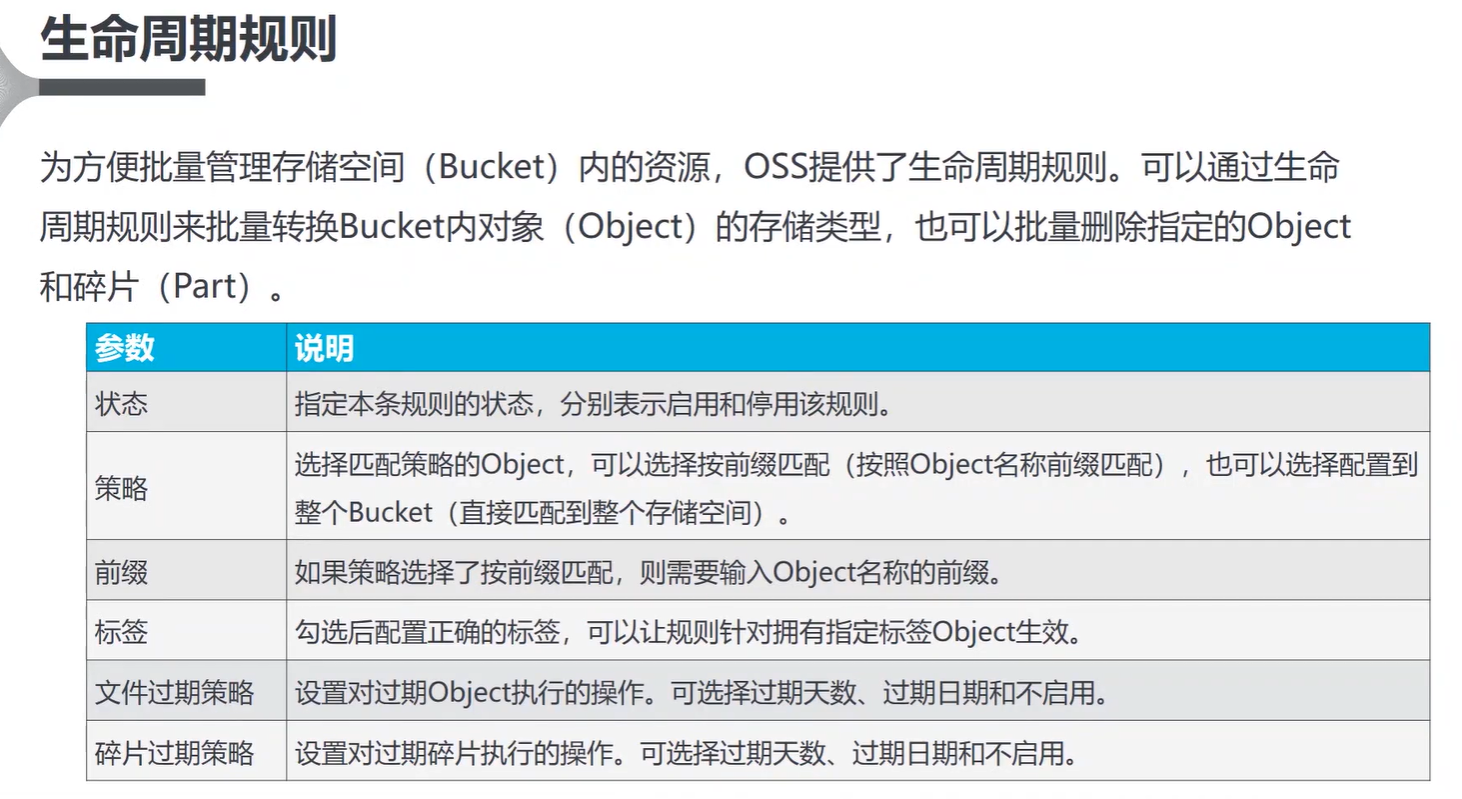 生命周期规则
为方便批量管理存储空间（Bucket）内的资源，OSS提供了生命周期规则。可以通过生命
周期规则来批量转换Bucket内对象（Object）的存储类型，也可以批量删除指定的Object
和碎片（Part）。
参数 说明
状态 指定本条规则的状态，分别表示启用和停用该规则。
策略 选择匹配策略的Object，可以选择按前缀匹配（按照Object名称前缀匹配），也可以选择配置到
整个Bucket（直接匹配到整个存储空间）。
前缀 如果策略选择了按前缀匹配，则需要输入Object名称的前缀。
标签 勾选后配置正确的标签，可以让规则针对拥有指定标签Object生效。
文件过期策略 设置对过期Object执行的操作。可选择过期天数、过期日期和不启用。
碎片过期策略 设置对过期碎片执行的操作。可选择过期天数、过期日期和不启用。